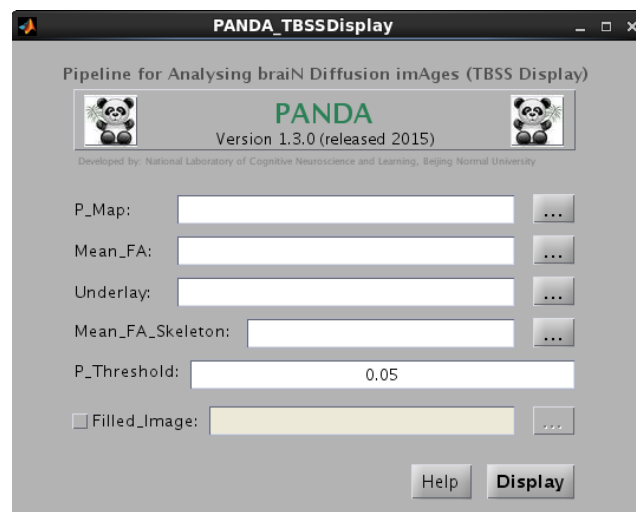 PANDA_TBSSDisplay
Pipeline for Analysing braiN Diffusion imAges (TBSS Display)
PANDA
Version 1.3.0 (released 2015)
Developed by: National Laboratory of Cognitive Neuroscience and Learning, Beijing Normal University
P_Map: ...
Mean_FA: ...
Underlay: ...
Mean_FA_Skeleton: ...
P_Threshold: 0.05
Filled_Image: ...
Help Display